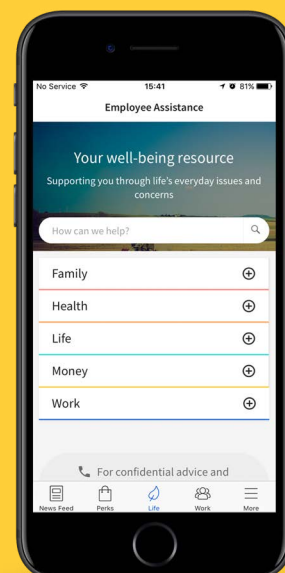 No Service 15:41 81%
Employee Assistance
Your well-being resource
Supporting you through life's everyday issues and
concerns
How can we help?
Family
Health
Life
Money
Work
For confidential advice and
News Feed Perks Life Work More